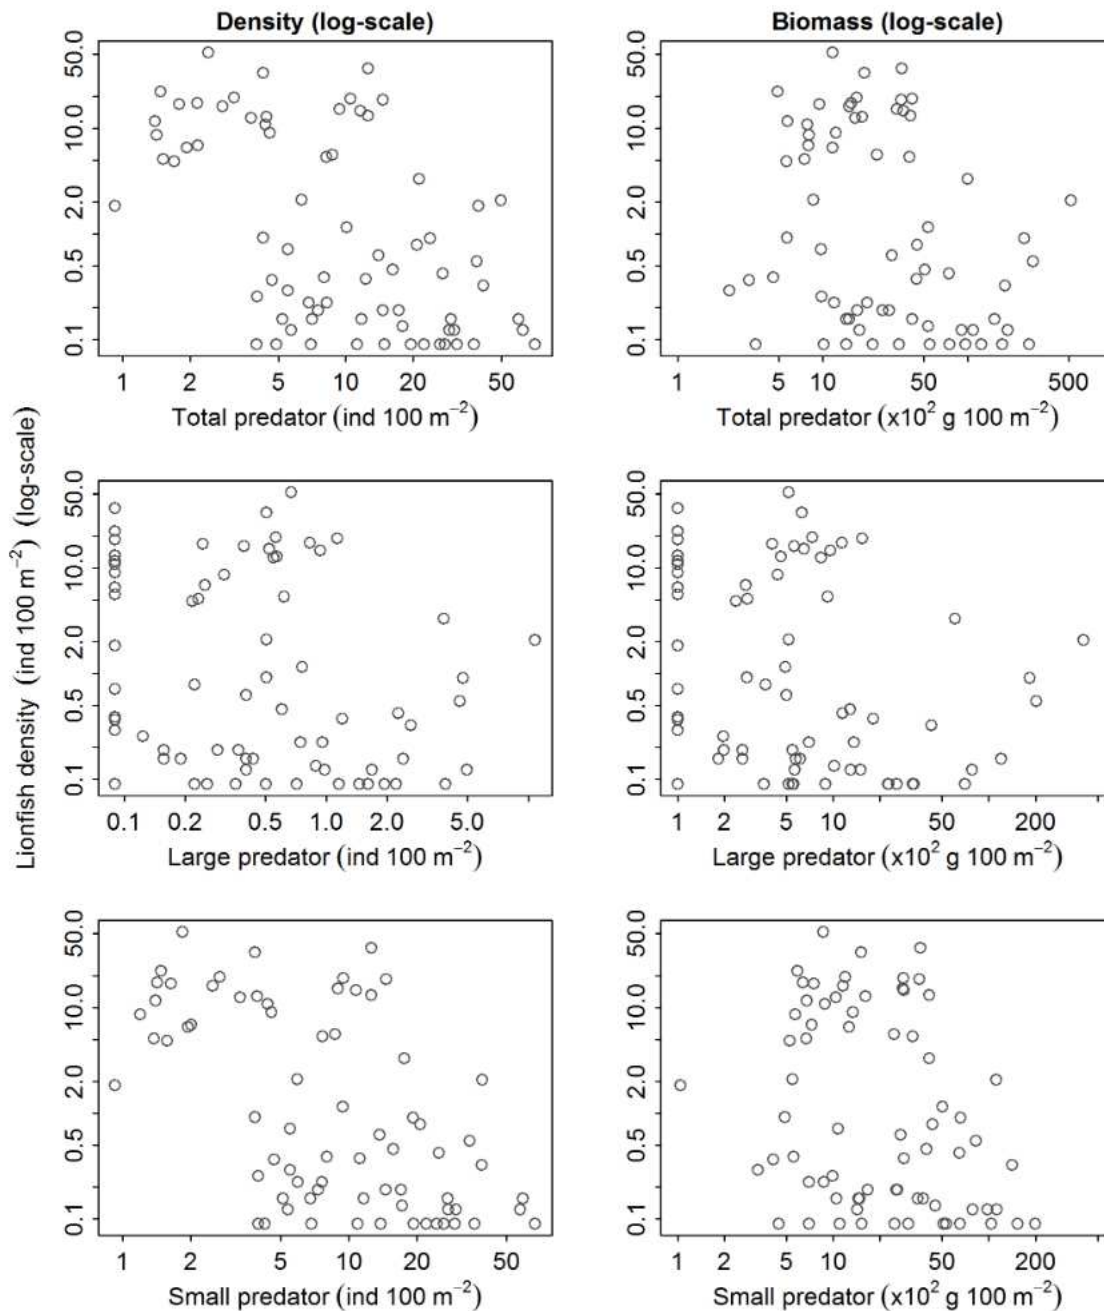 Density (log-scale)
Biomass (log-scale)
50.0
10.0
2.0
0.5
0.1
1 2 5 10 20 50
Total predator (ind 100 m⁻²)
50.0
10.0
2.0
0.5
0.1
1 5 10 50 500
Total predator (x10² g 100 m⁻²)
Lionfish density (ind 100 m⁻²) (log-scale)
50.0
10.0
2.0
0.5
0.1
0.1 0.2 0.5 1.0 2.0 5.0
Large predator (ind 100 m⁻²)
50.0
10.0
2.0
0.5
0.1
1 2 5 10 50 200
Large predator (x10² g 100 m⁻²)
50.0
10.0
2.0
0.5
0.1
1 2 5 10 20 50
Small predator (ind 100 m⁻²)
50.0
10.0
2.0
0.5
0.1
1 2 5 10 50 200
Small predator (x10² g 100 m⁻²)